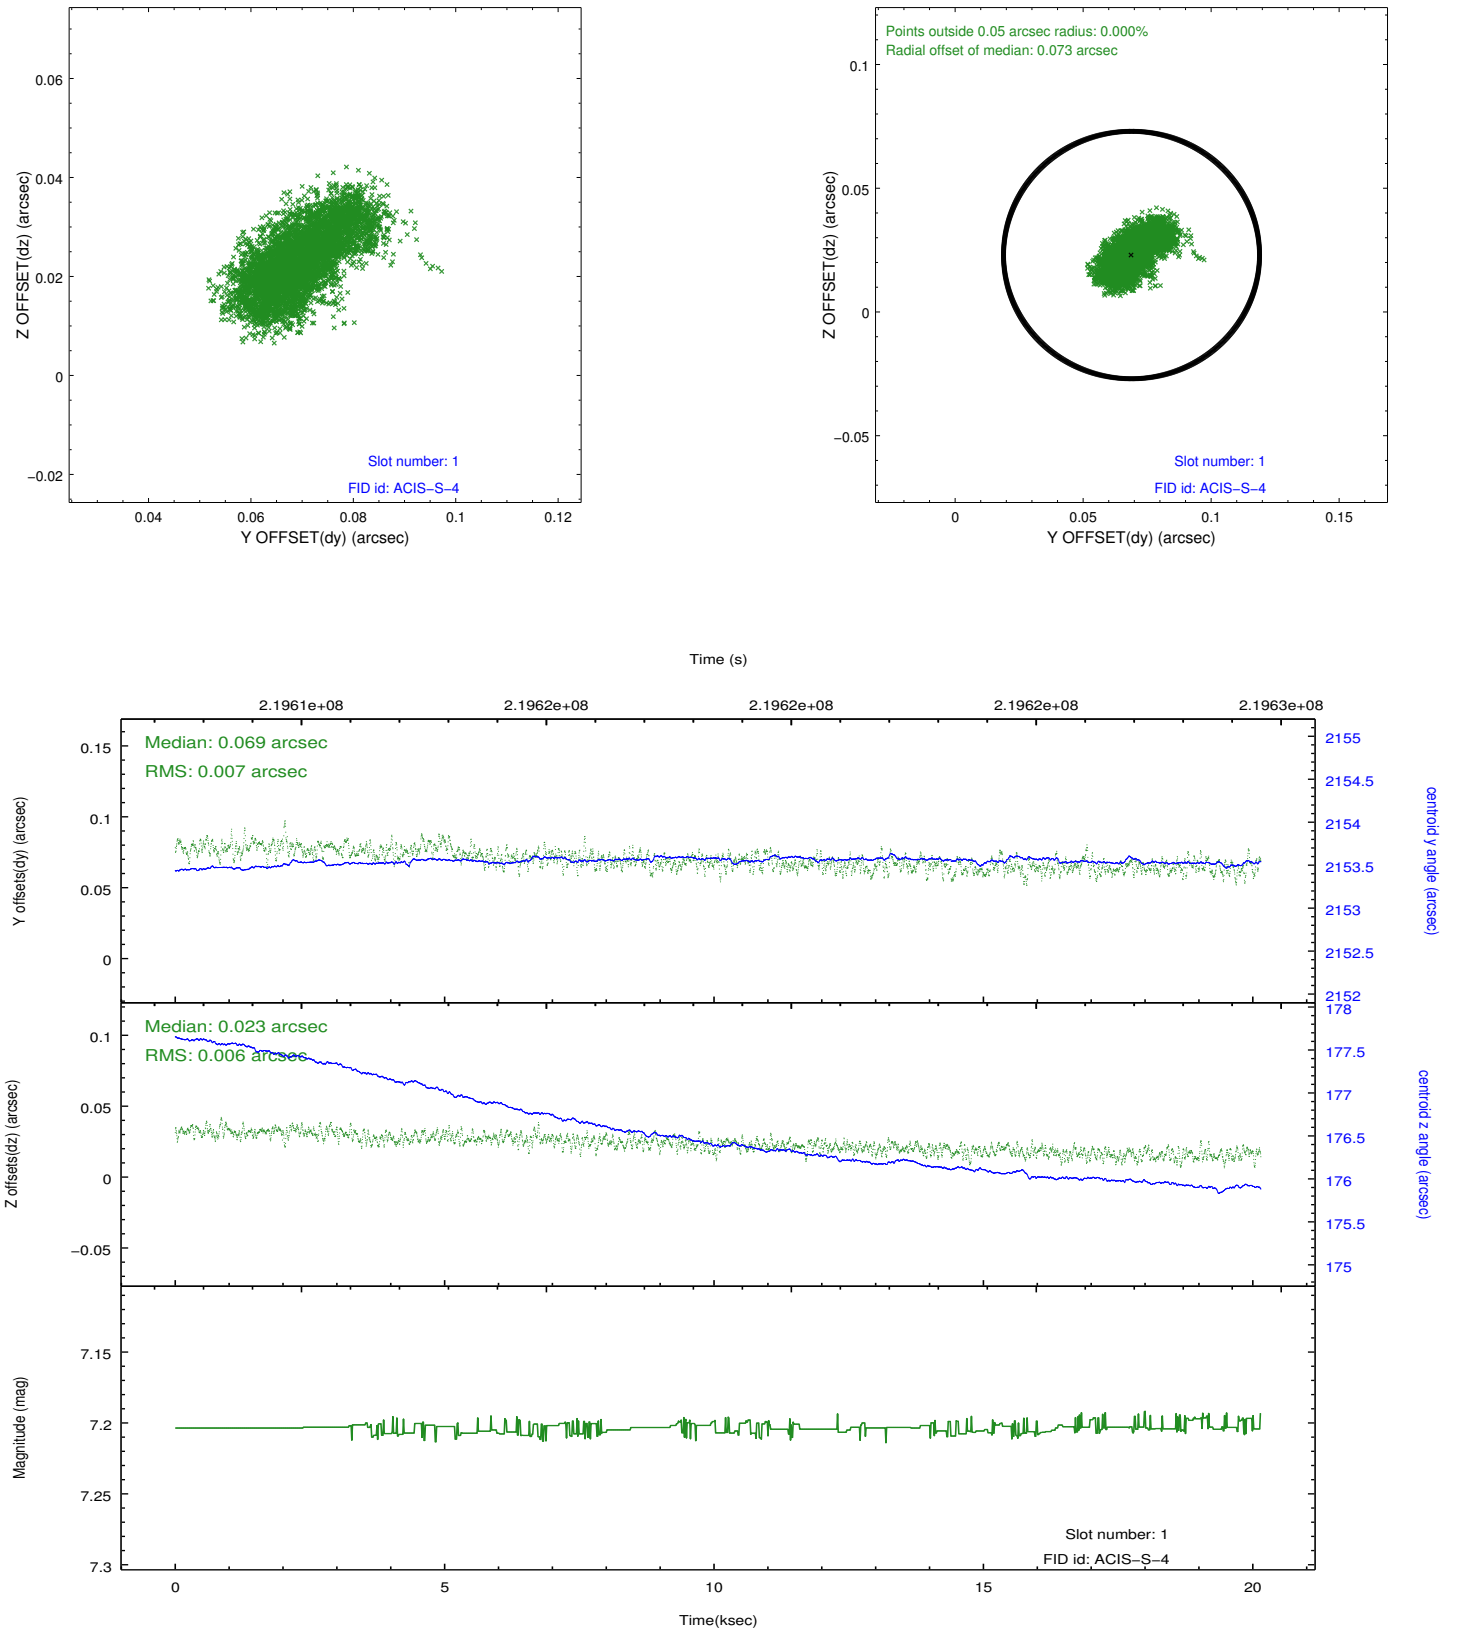 0.06
0.04
0.02
0
−0.02
Z OFFSET(dz) (arcsec)
Slot number: 1
FID id: ACIS−S−4
0.04
0.06
0.08
0.1
0.12
Y OFFSET(dy) (arcsec)
Points outside 0.05 arcsec radius: 0.000%
Radial offset of median: 0.073 arcsec
0.1
0.05
0
−0.05
Z OFFSET(dz) (arcsec)
Slot number: 1
FID id: ACIS−S−4
0
0.05
0.1
0.15
Y OFFSET(dy) (arcsec)
Time (s)
2.1961e+08
2.1962e+08
2.1962e+08
2.1962e+08
2.1963e+08
Median: 0.069 arcsec
RMS: 0.007 arcsec
0.15
0.1
0.05
0
Y offsets(dy) (arcsec)
2155
2154.5
2154
2153.5
2153
2152.5
2152
centroid y angle (arcsec)
Median: 0.023 arcsec
RMS: 0.006 arcsec
0.1
0.05
0
−0.05
Z offsets(dz) (arcsec)
178
177.5
177
176.5
176
175.5
175
centroid z angle (arcsec)
7.15
7.2
7.25
7.3
Magnitude (mag)
Slot number: 1
FID id: ACIS−S−4
0
5
10
15
20
Time(ksec)